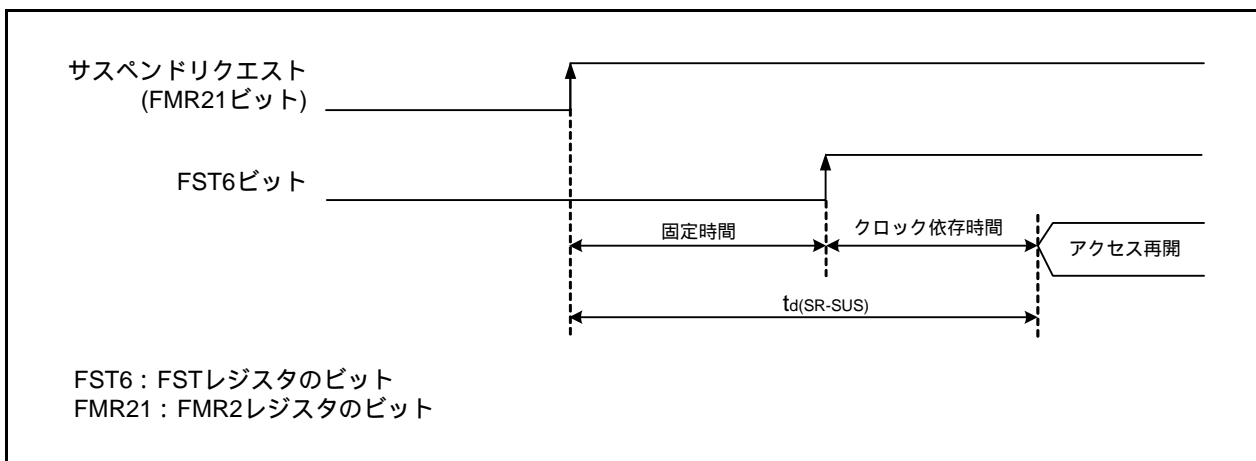 サスペンドリクエスト
(FMR21ビット)
FST6ビット
固定時間
クロック依存時間
アクセス再開
td(SR-SUS)
FST6：FSTレジスタのビット
FMR21：FMR2レジスタのビット